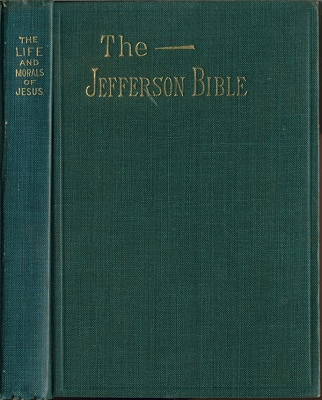 THE
LIFE
AND
MORALS
OF
JESUS.
The —
JEFFERSON BIBLE